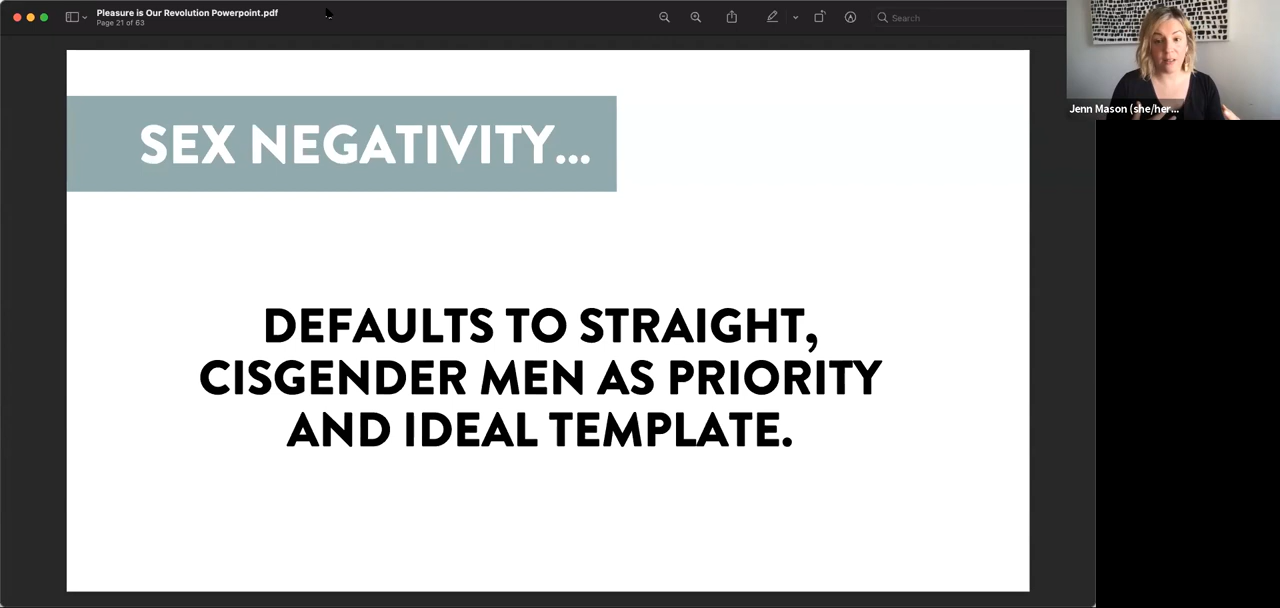 Pleasure is Our Revolution Powerpoint.pdf
Page 21 of 63
Search
Jenn Mason (she/her...
SEX NEGATIVITY...
DEFAULTS TO STRAIGHT,
CISGENDER MEN AS PRIORITY
AND IDEAL TEMPLATE.